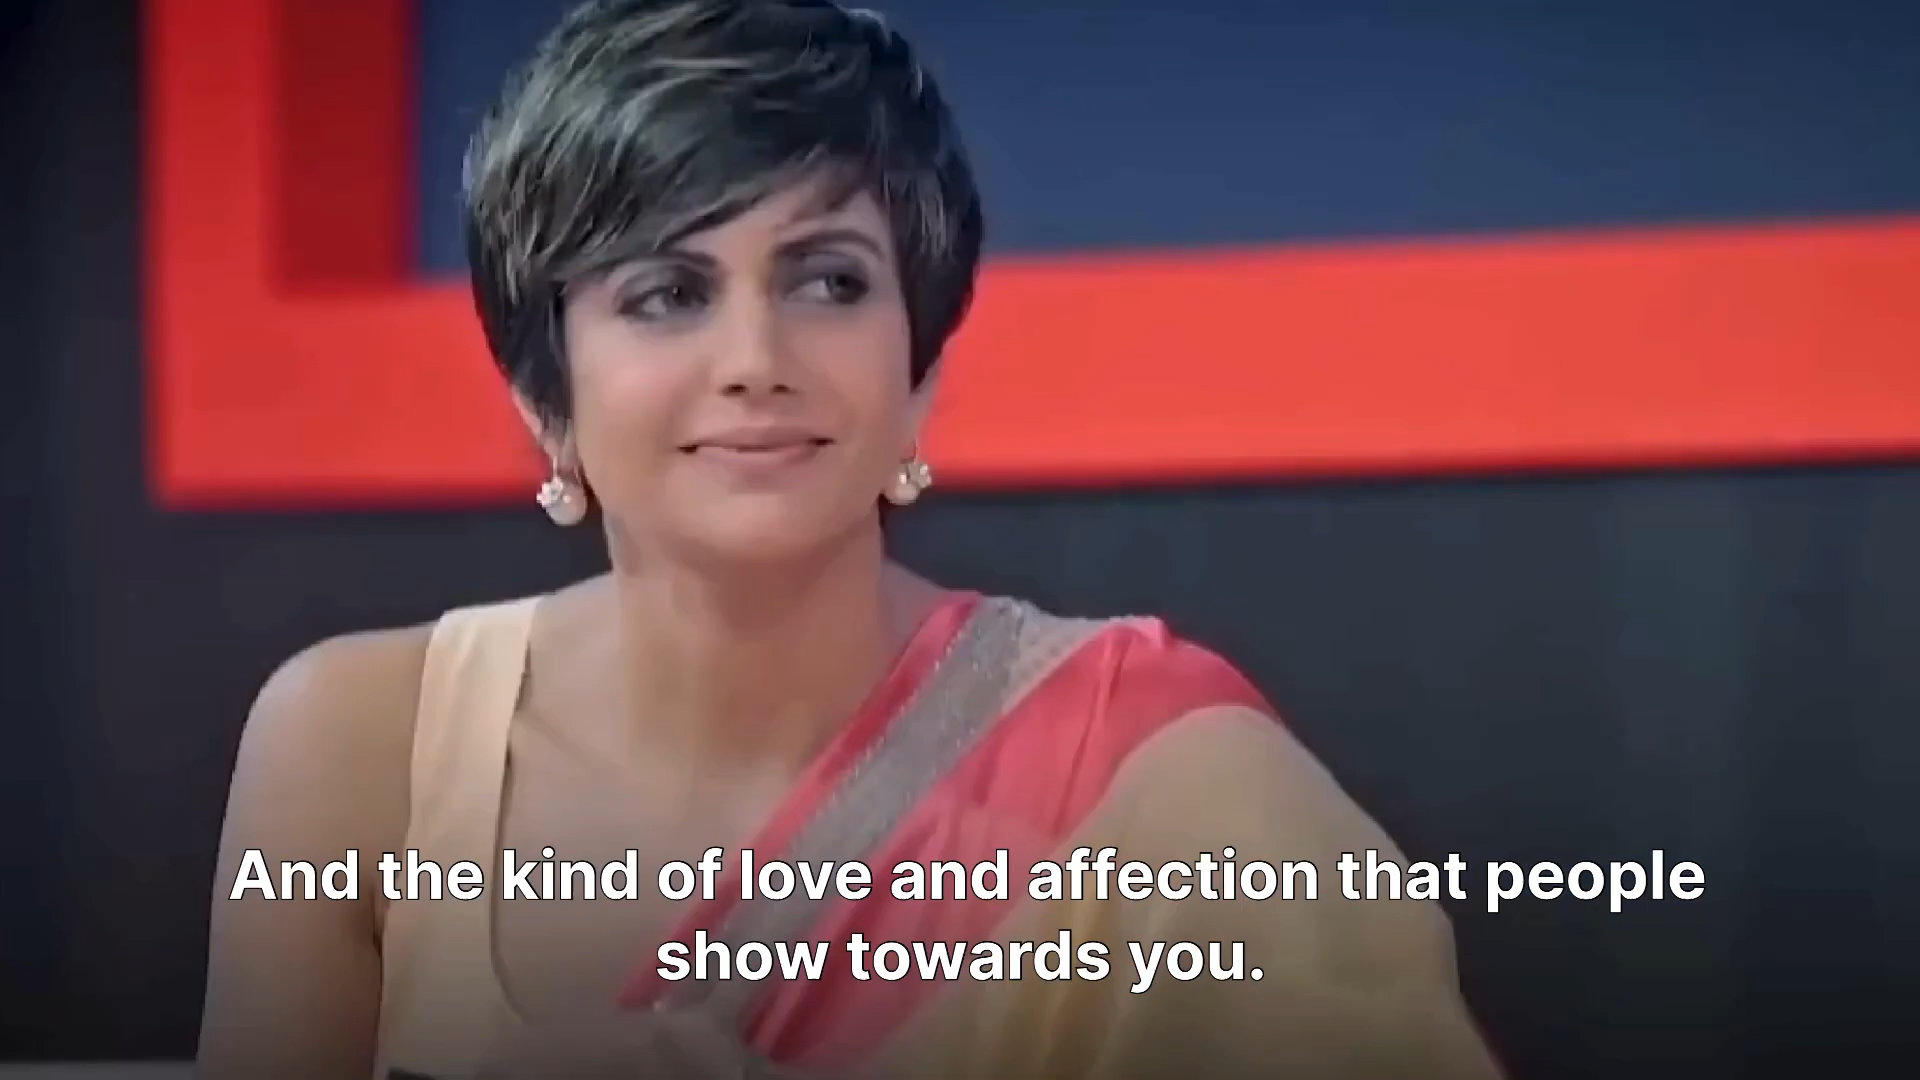 And the kind of love and affection that people
show towards you.